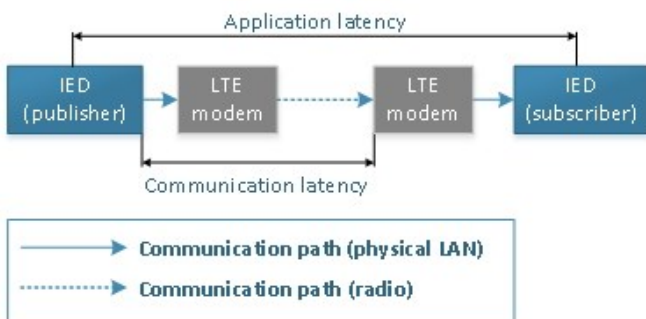 Application latency
IED
(publisher)
LTE
modem
LTE
modem
IED
(subscriber)
Communication latency
Communication path (physical LAN)
Communication path (radio)